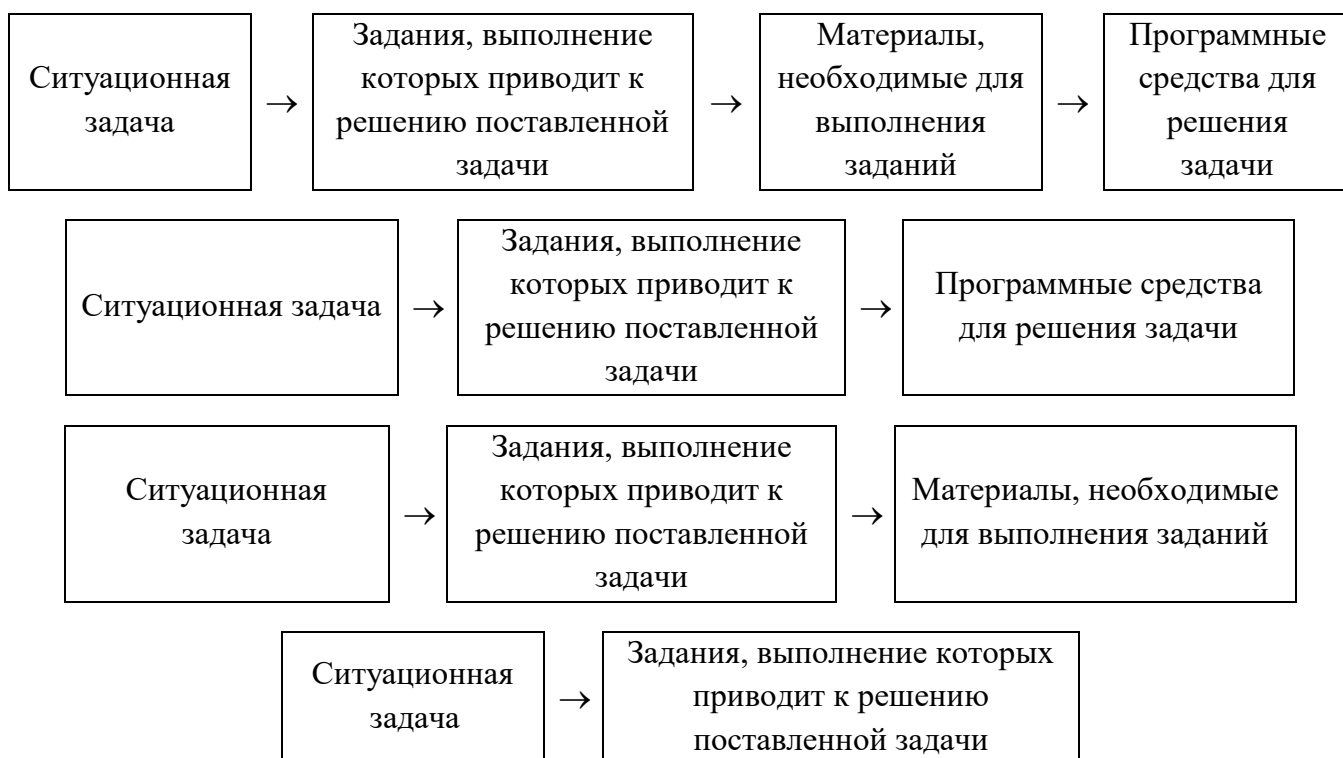 Ситуационная
задача
→
Задания, выполнение
которых приводит к
решению поставленной
задачи
→
Материалы,
необходимые для
выполнения
заданий
→
Программные
средства для
решения
задачи
Ситуационная задача
→
Задания, выполнение
которых приводит к
решению поставленной
задачи
→
Программные средства
для решения задачи
Ситуационная
задача
→
Задания, выполнение
которых приводит к
решению поставленной
задачи
→
Материалы, необходимые
для выполнения заданий
Ситуационная
задача
→
Задания, выполнение которых
приводит к решению
поставленной задачи